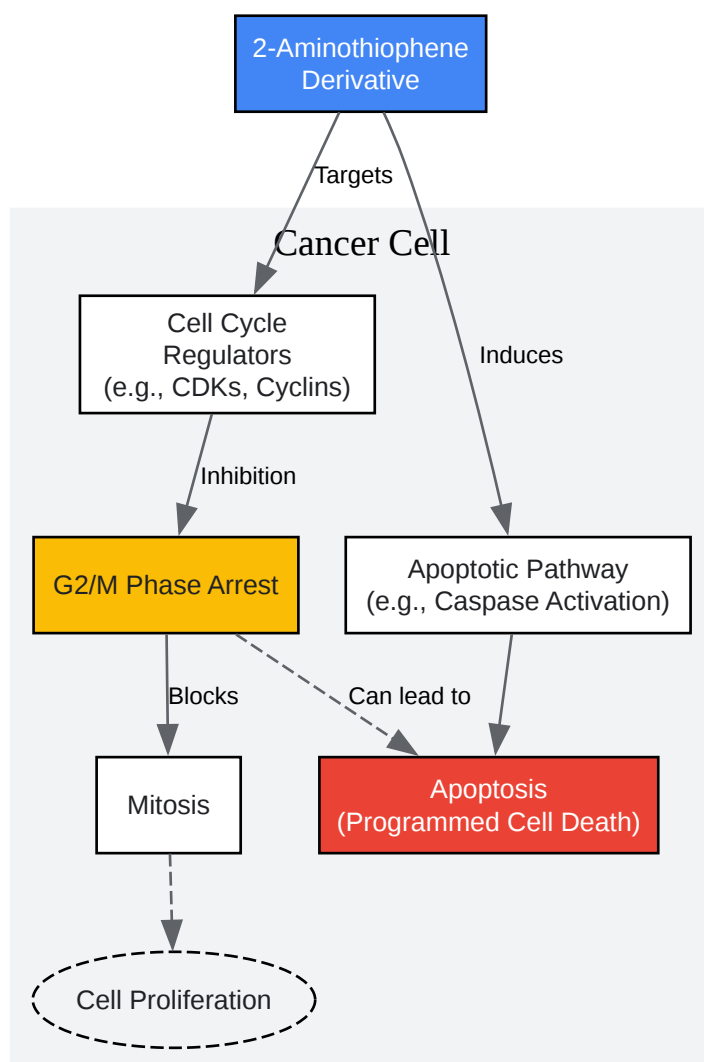 2-Aminothiophene
Derivative
Targets
Cancer Cell
Cell Cycle
Regulators
(e.g., CDKs, Cyclins)
Induces
Inhibition
G2/M Phase Arrest
Apoptotic Pathway
(e.g., Caspase Activation)
Blocks
Can lead to
Mitosis
Apoptosis
(Programmed Cell Death)
Cell Proliferation